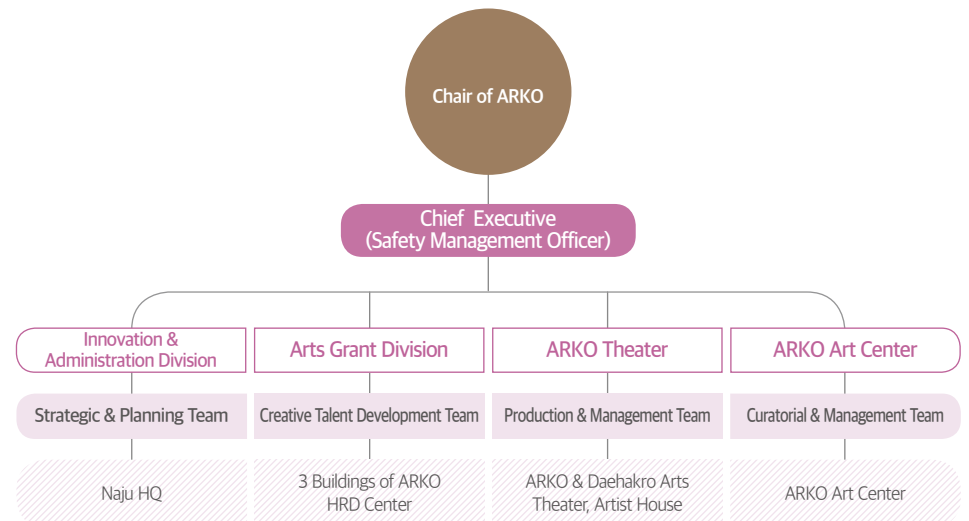 Chair of ARKO
Chief Executive
(Safety Management Officer)
Innovation &
Administration Division
Arts Grant Division
ARKO Theater
ARKO Art Center
Strategic & Planning Team
Creative Talent Development Team
Production & Management Team
Curatorial & Management Team
Naju HQ
3 Buildings of ARKO
HRD Center
ARKO & Daehakro Arts
Theater, Artist House
ARKO Art Center